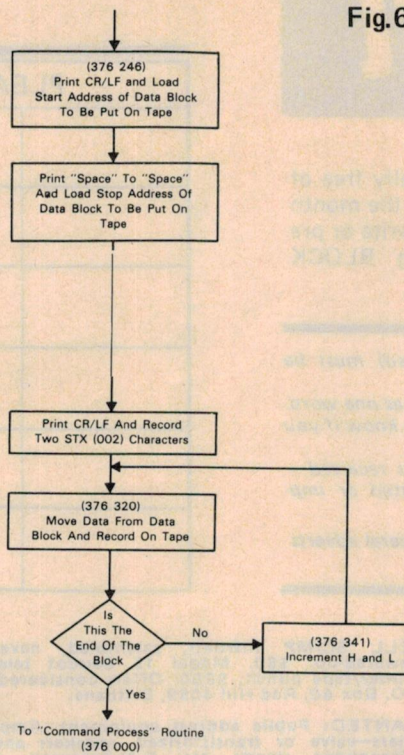 Fig.6
(376 246)
Print CR/LF and Load
Start Address of Data Block
To Be Put On Tape
Print "Space" To "Space"
And Load Stop Address Of
Data Block To Be Put On
Tape
Print CR/LF And Record
Two STX (002) Characters
(376 320)
Move Data From Data
Block And Record On Tape
Is
This The
End Of The
Block
No
(376 341)
Increment H and L
Yes
To "Command Process" Routine
(376 000)